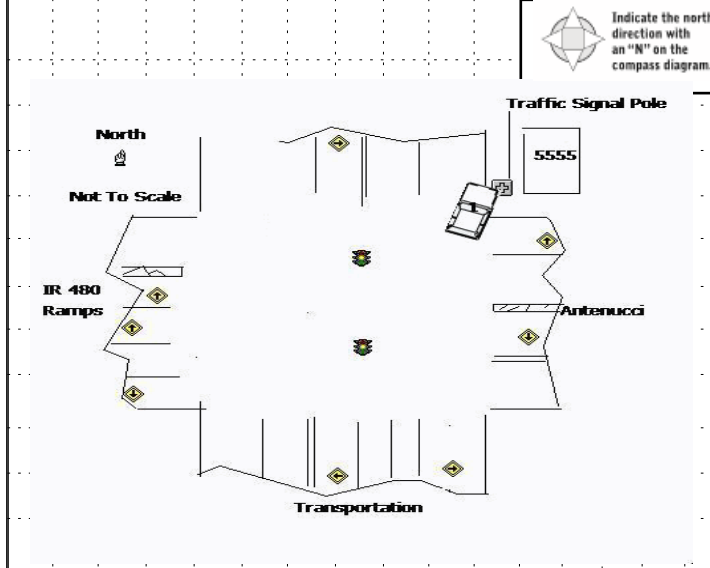 Indicate the north
direction with
an "N" on the
compass diagram.
Traffic Signal Pole
North
5555
Not To Scale
IR 480
Ramps
Antenucci
Transportation